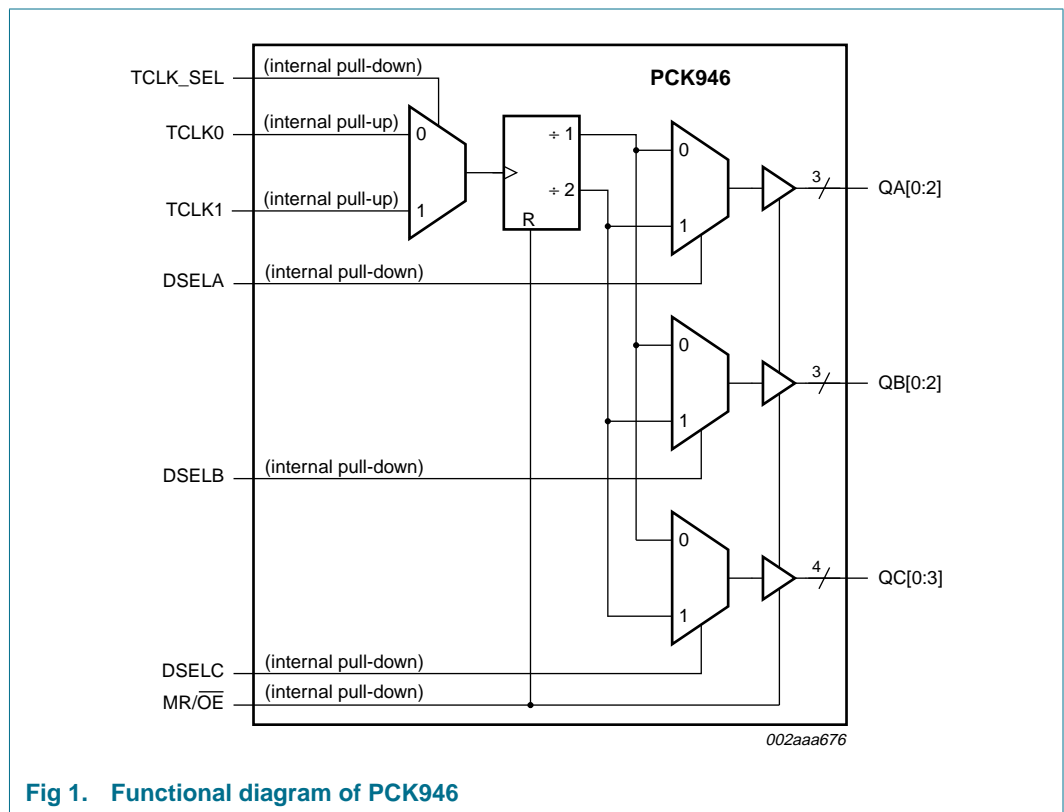 PCK946
TCLK_SEL (internal pull-down)
TCLK0 (internal pull-up)
0
÷ 1
0
÷ 2
3
QA[0:2]
TCLK1 (internal pull-up)
1
R
1
DSELA (internal pull-down)
0
3
QB[0:2]
1
DSELB (internal pull-down)
0
4
QC[0:3]
1
DSELC (internal pull-down)
MR/O̅E̅ (internal pull-down)
002aaa676
Fig 1. Functional diagram of PCK946